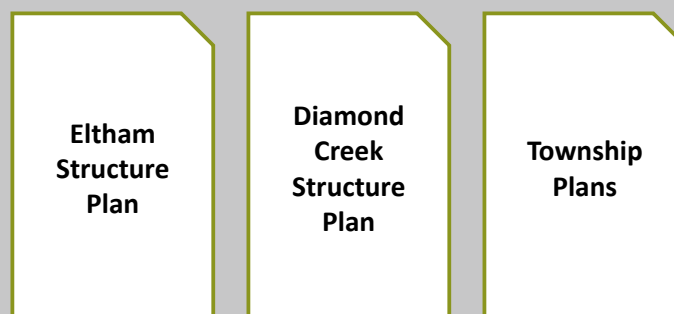 Eltham
Structure
Plan
Diamond
Creek
Structure
Plan
Township
Plans